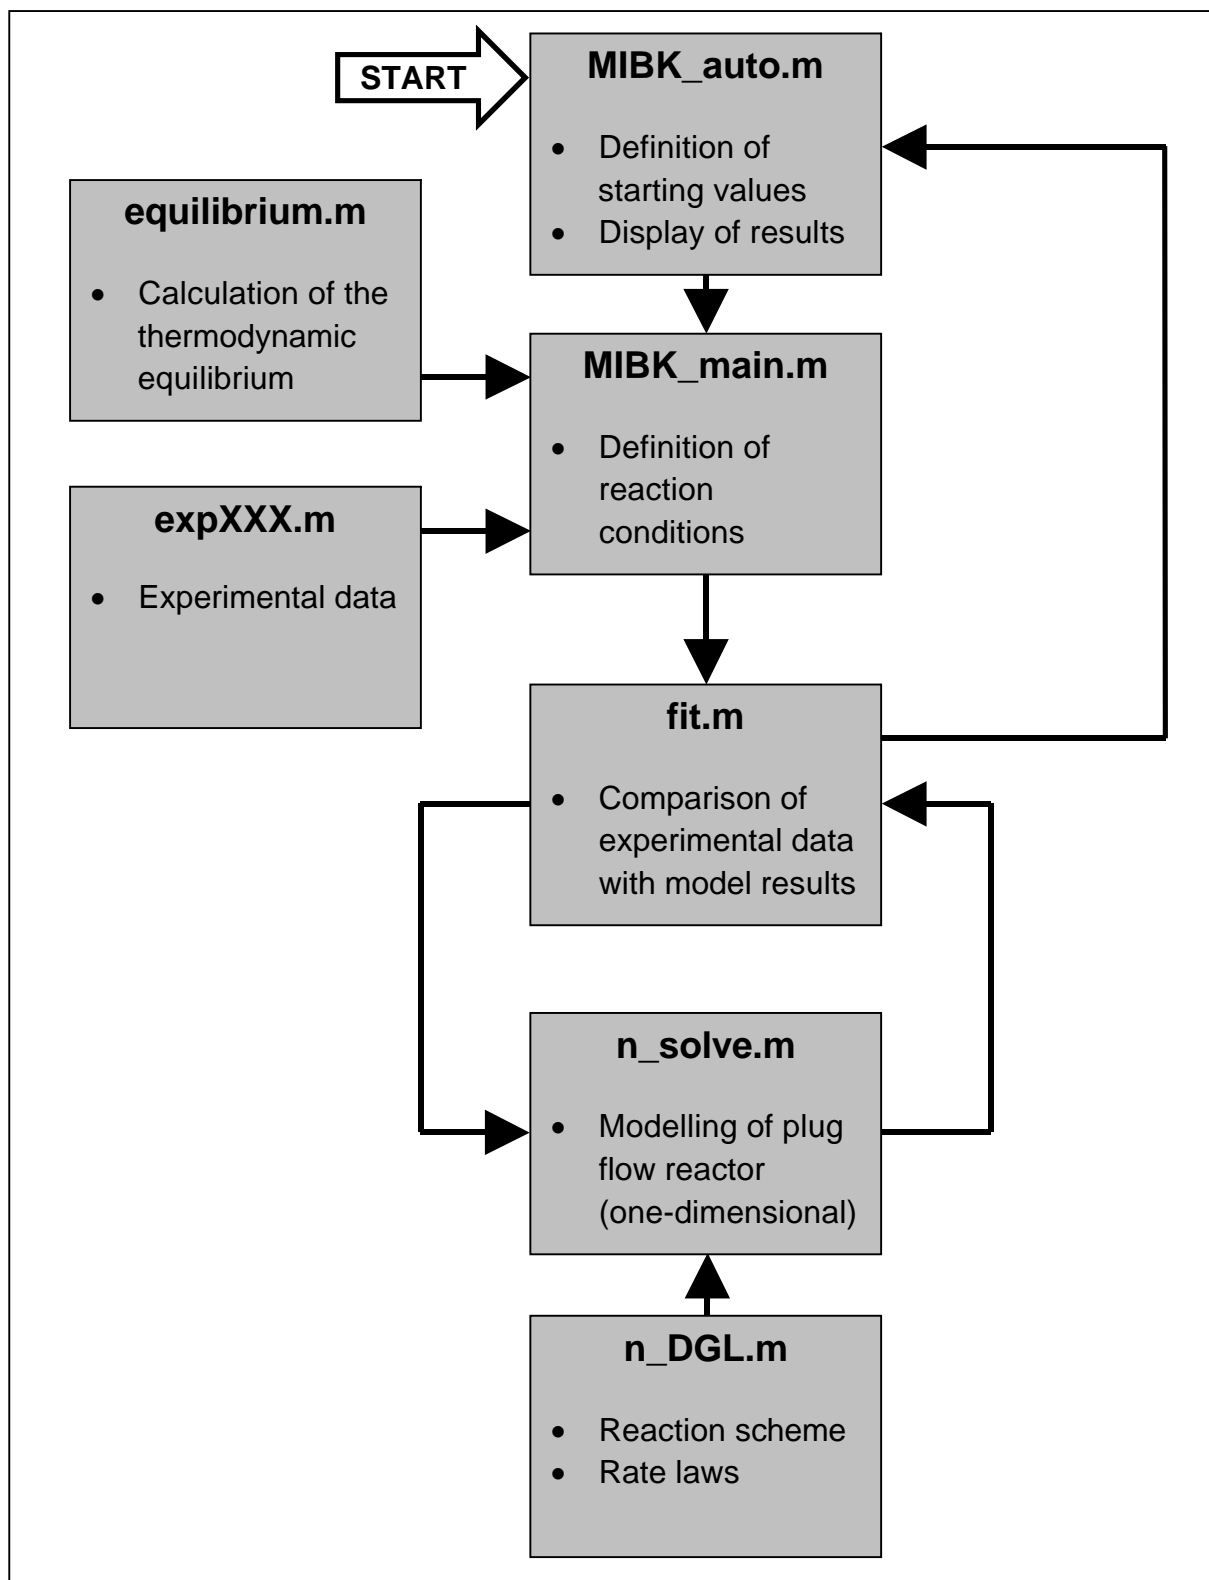 START
MIBK_auto.m
• Definition of
starting values
• Display of results
equilibrium.m
• Calculation of the
thermodynamic
equilibrium
MIBK_main.m
• Definition of
reaction
conditions
expXXX.m
• Experimental data
fit.m
• Comparison of
experimental data
with model results
n_solve.m
• Modelling of plug
flow reactor
(one-dimensional)
n_DGL.m
• Reaction scheme
• Rate laws